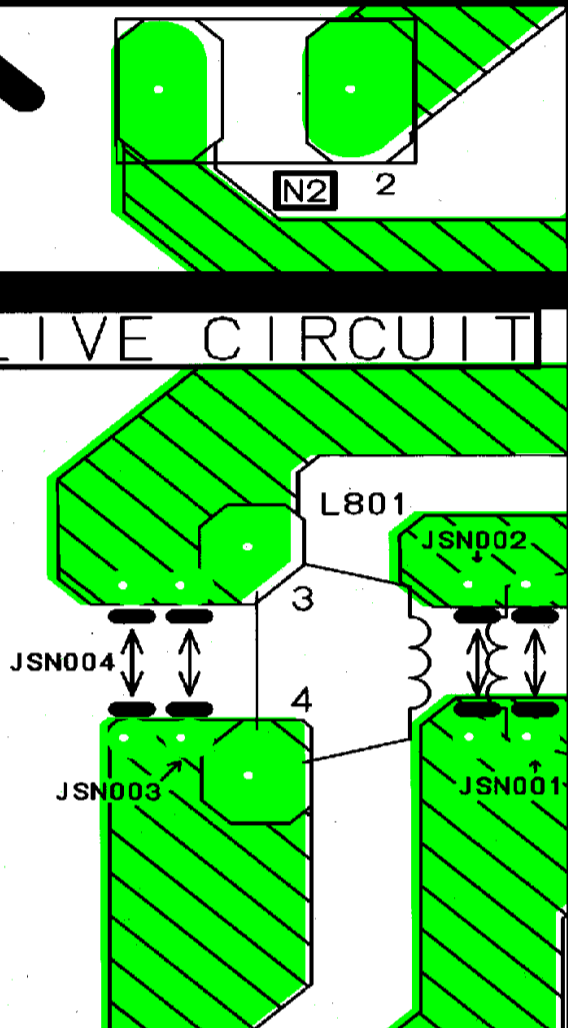 N2 2
LIVE CIRCUIT
L801
JSN002
3
JSN004
4
JSN003
JSN001